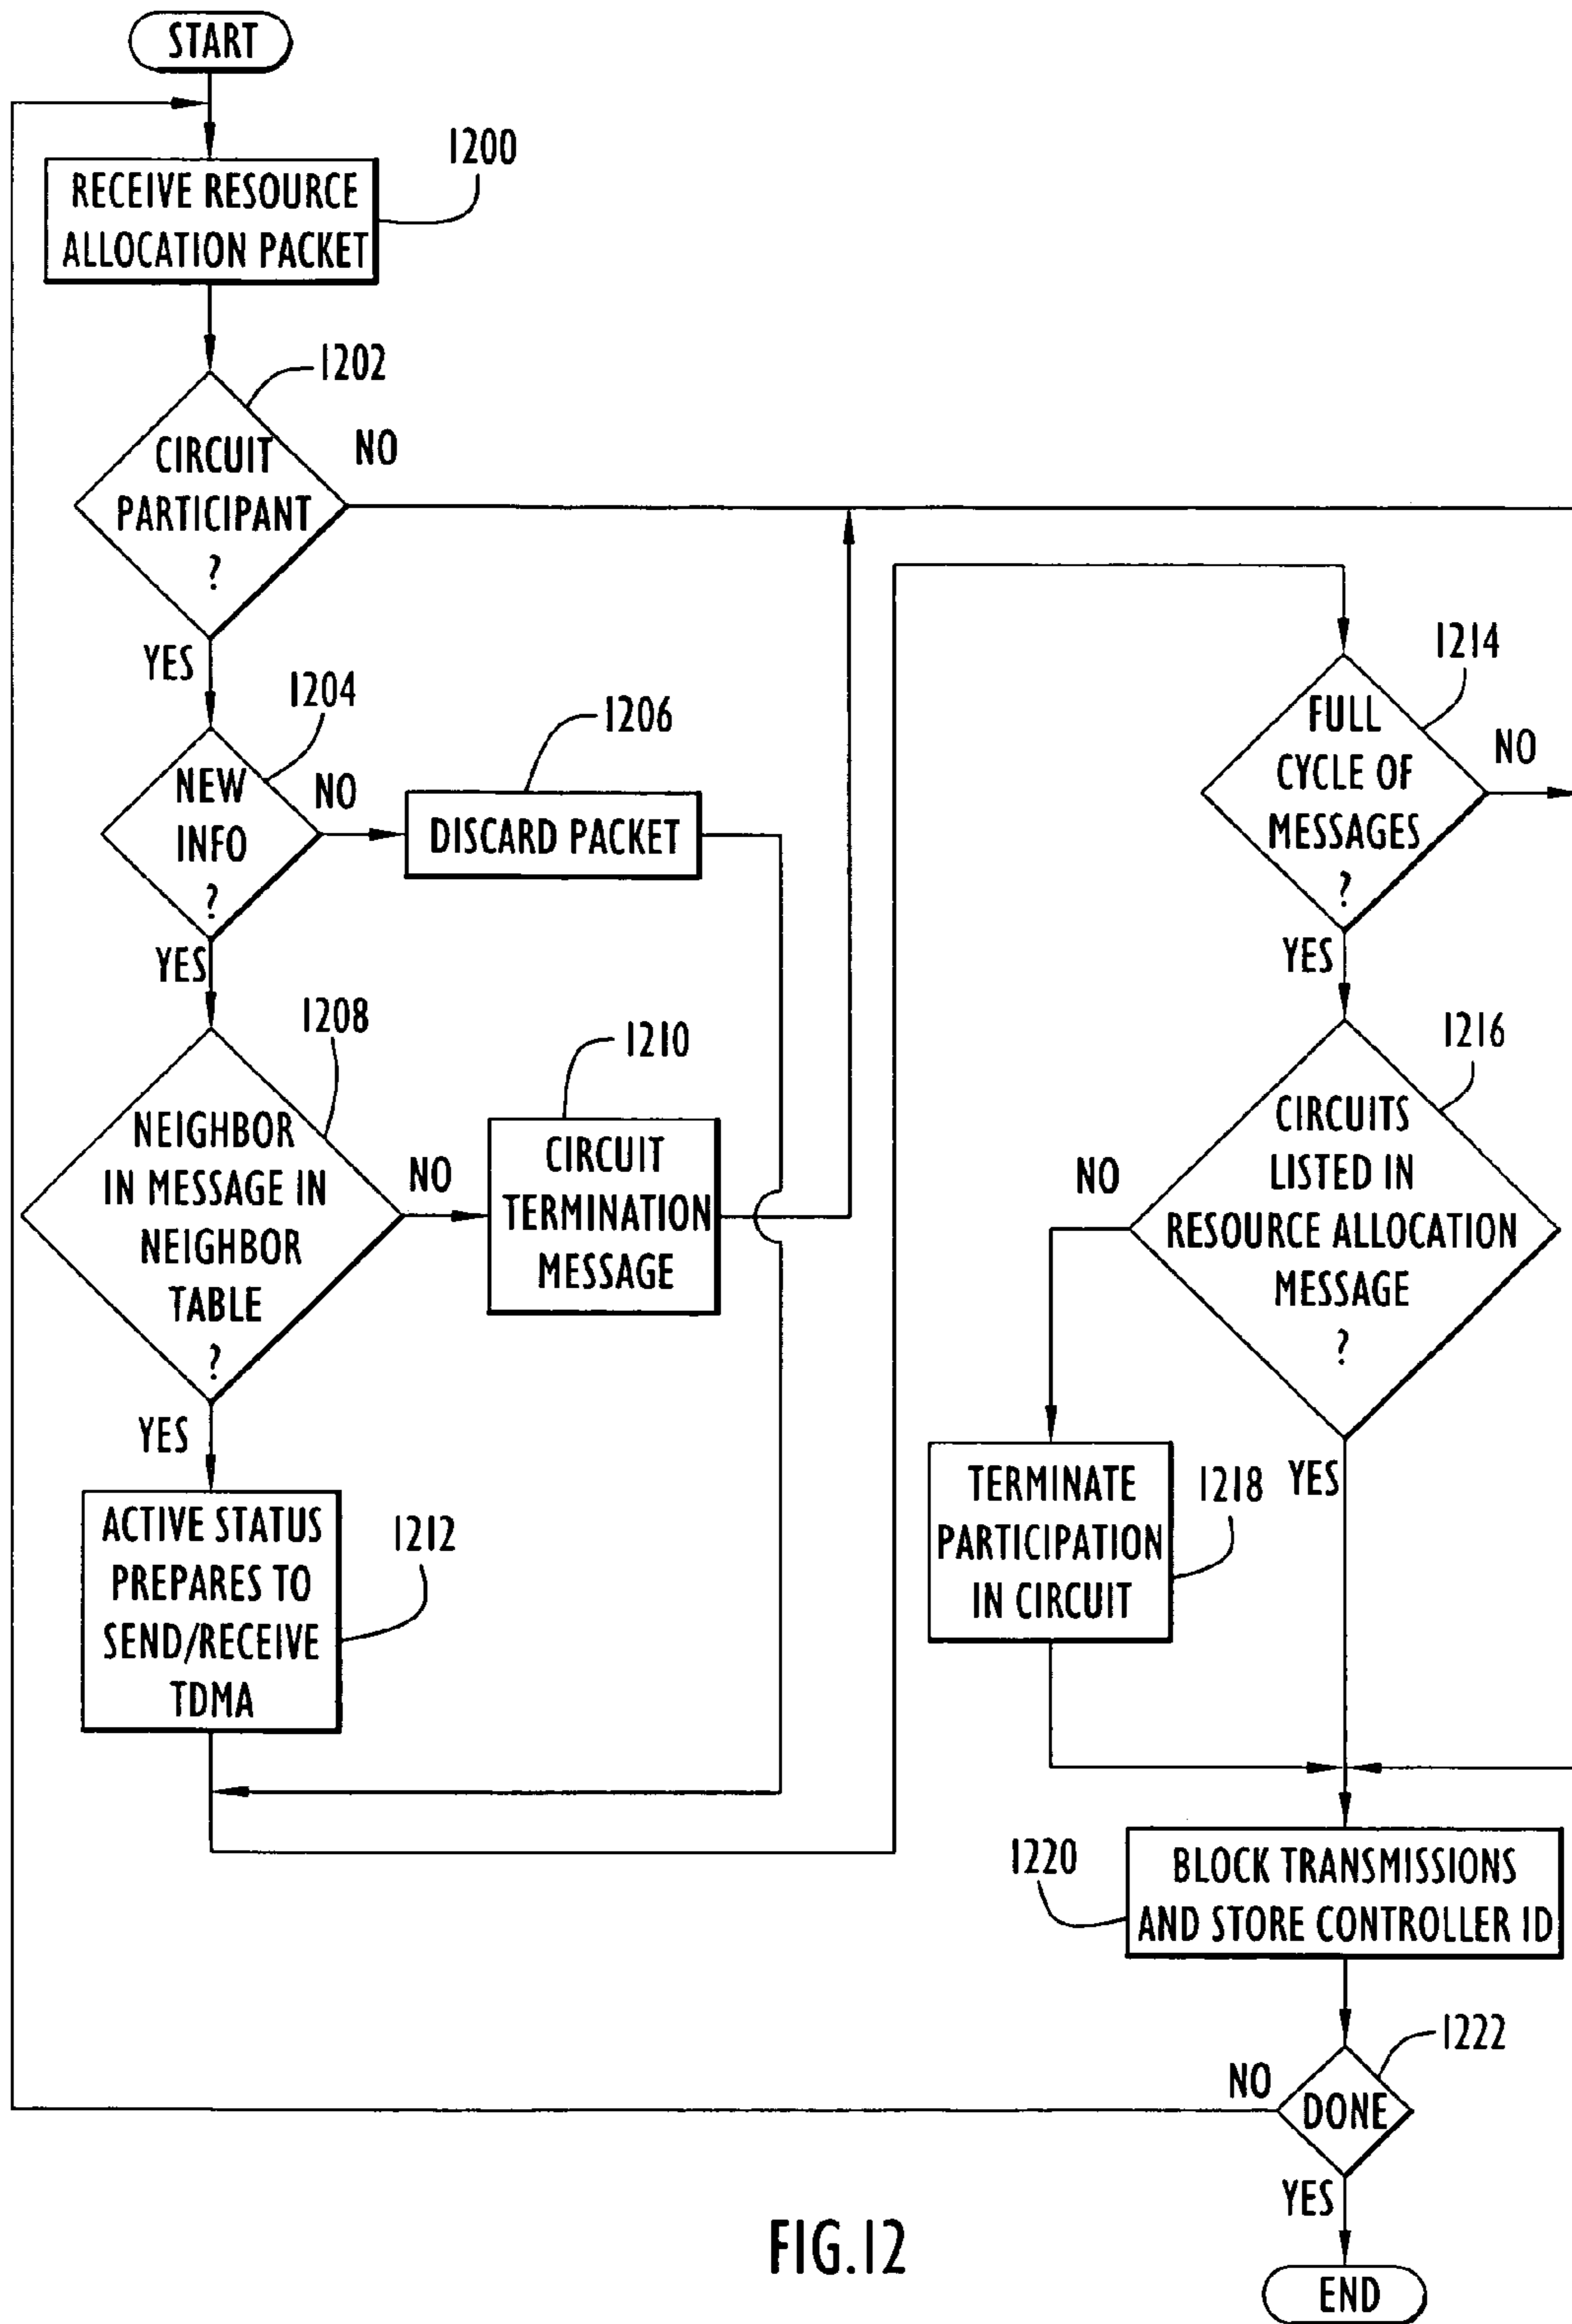 START
1200
RECEIVE RESOURCE
ALLOCATION PACKET
1202
CIRCUIT
PARTICIPANT
?
NO
YES
1204
NEW
INFO
?
NO
1206
DISCARD PACKET
YES
1208
NEIGHBOR
IN MESSAGE IN
NEIGHBOR
TABLE
?
NO
1210
CIRCUIT
TERMINATION
MESSAGE
YES
ACTIVE STATUS
PREPARES TO
SEND/RECEIVE
TDMA
1212
1214
FULL
CYCLE OF
MESSAGES
?
NO
YES
1216
CIRCUITS
LISTED IN
RESOURCE ALLOCATION
MESSAGE
?
NO
YES
TERMINATE
PARTICIPATION
IN CIRCUIT
1218
1220
BLOCK TRANSMISSIONS
AND STORE CONTROLLER ID
1222
DONE
NO
YES
END
FIG.12